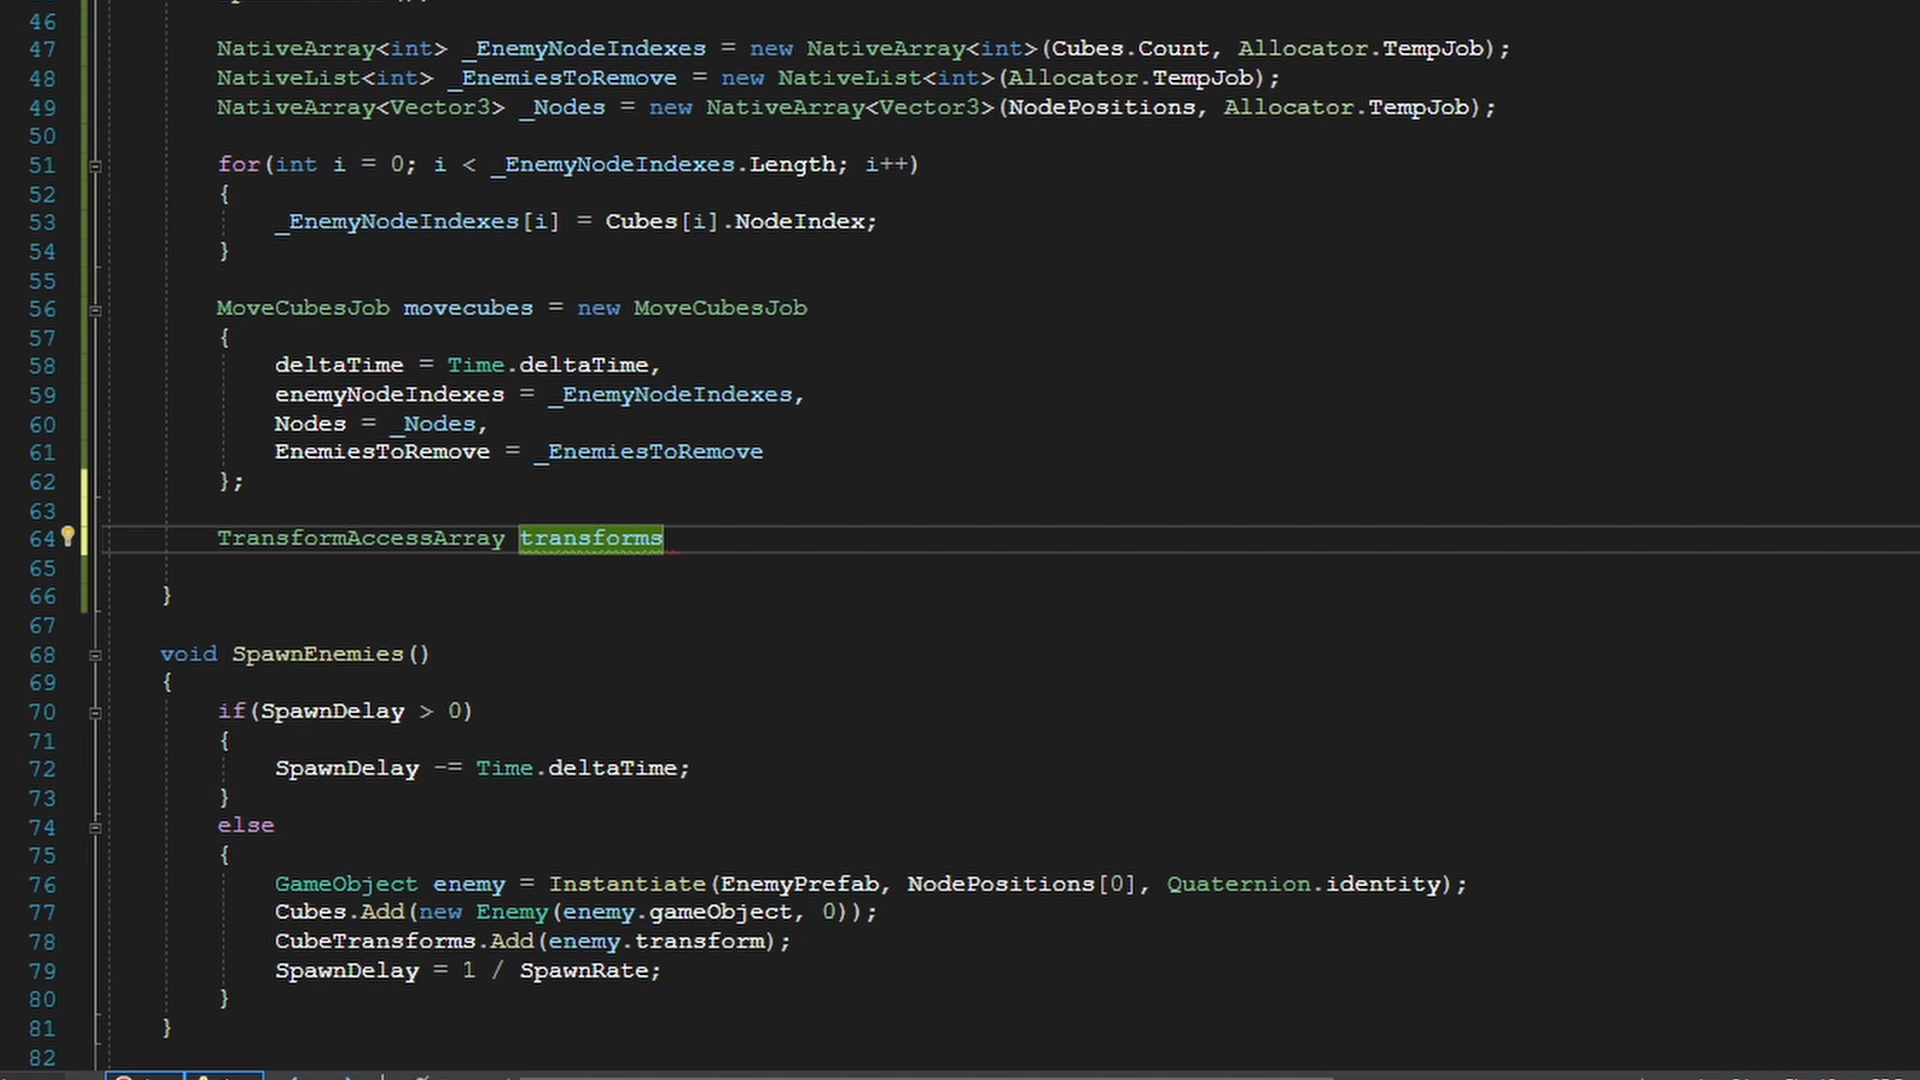 46
47 NativeArray<int> _EnemyNodeIndexes = new NativeArray<int>(Cubes.Count, Allocator.TempJob);
48 NativeList<int> _EnemiesToRemove = new NativeList<int>(Allocator.TempJob);
49 NativeArray<Vector3> _Nodes = new NativeArray<Vector3>(NodePositions, Allocator.TempJob);
50
51 for(int i = 0; i < _EnemyNodeIndexes.Length; i++)
52 {
53 _EnemyNodeIndexes[i] = Cubes[i].NodeIndex;
54 }
55
56 MoveCubesJob movecubes = new MoveCubesJob
57 {
58 deltaTime = Time.deltaTime,
59 enemyNodeIndexes = _EnemyNodeIndexes,
60 Nodes = _Nodes,
61 EnemiesToRemove = _EnemiesToRemove
62 };
63
64 TransformAccessArray transforms
65
66 }
67
68 void SpawnEnemies()
69 {
70 if(SpawnDelay > 0)
71 {
72 SpawnDelay -= Time.deltaTime;
73 }
74 else
75 {
76 GameObject enemy = Instantiate(EnemyPrefab, NodePositions[0], Quaternion.identity);
77 Cubes.Add(new Enemy(enemy.gameObject, 0));
78 CubeTransforms.Add(enemy.transform);
79 SpawnDelay = 1 / SpawnRate;
80 }
81 }
82